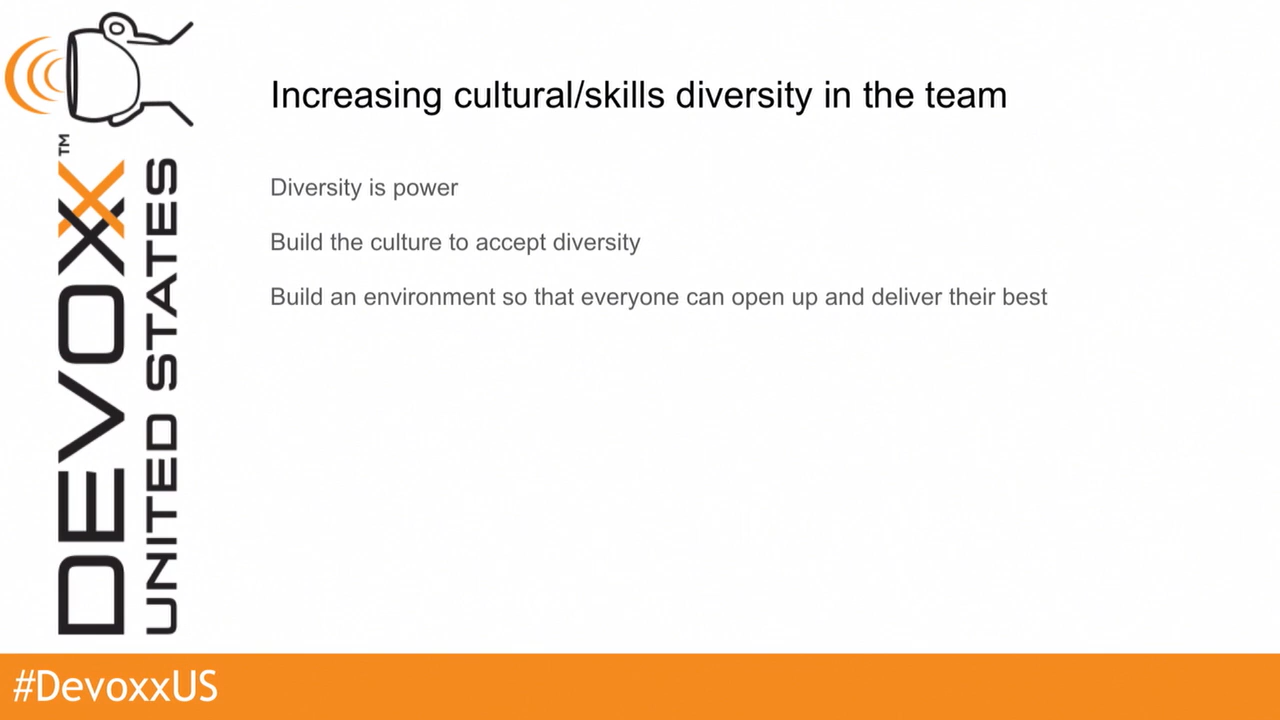 Increasing cultural/skills diversity in the team
Diversity is power
Build the culture to accept diversity
Build an environment so that everyone can open up and deliver their best
DEVOXX™
UNITED STATES
#DevoxxUS